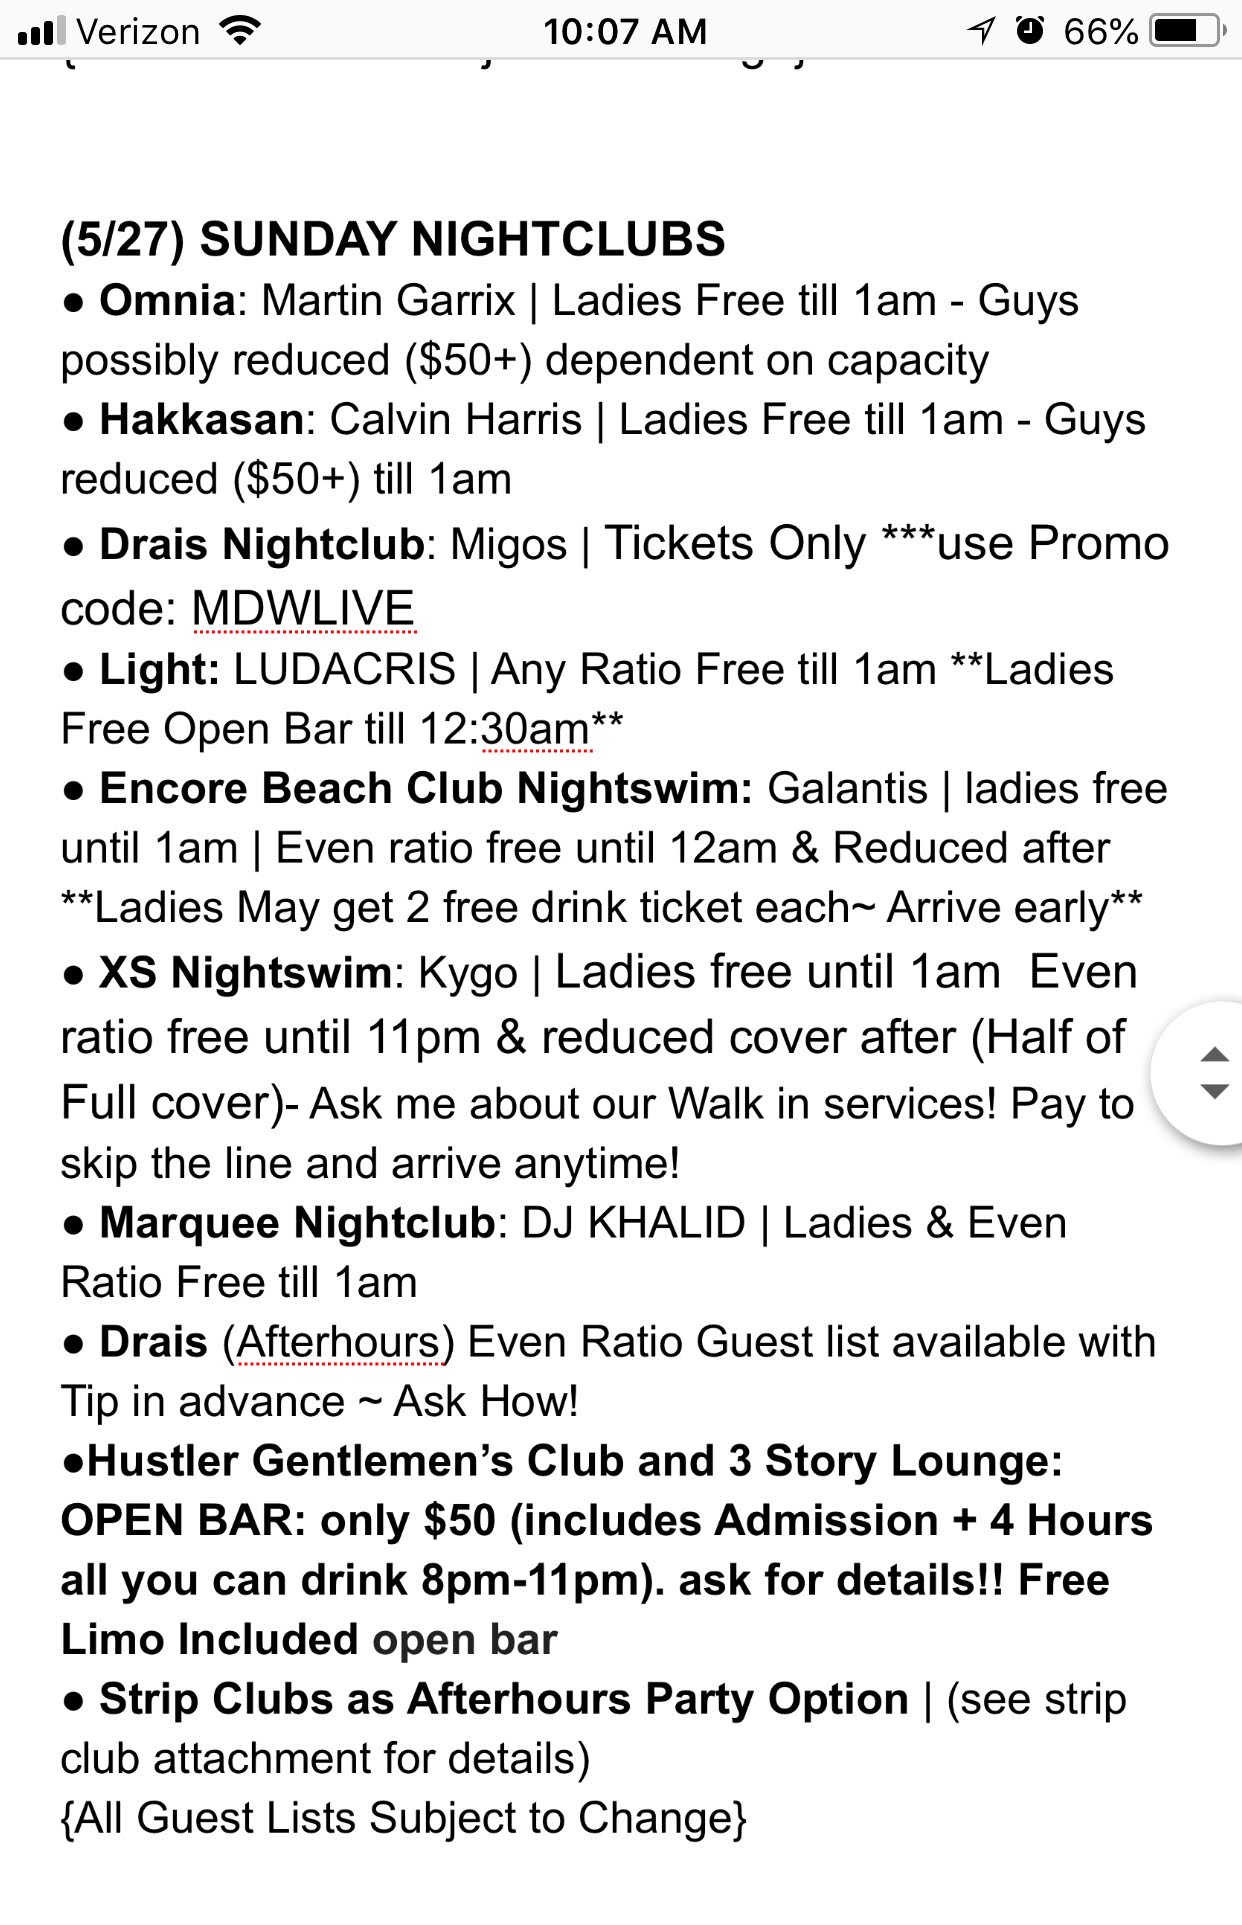 Verizon 10:07 AM 66%
(5/27) SUNDAY NIGHTCLUBS
● Omnia: Martin Garrix | Ladies Free till 1am - Guys
possibly reduced ($50+) dependent on capacity
● Hakkasan: Calvin Harris | Ladies Free till 1am - Guys
reduced ($50+) till 1am
● Drais Nightclub: Migos | Tickets Only ***use Promo
code: MDWLIVE
● Light: LUDACRIS | Any Ratio Free till 1am **Ladies
Free Open Bar till 12:30am**
● Encore Beach Club Nightswim: Galantis | ladies free
until 1am | Even ratio free until 12am & Reduced after
**Ladies May get 2 free drink ticket each~ Arrive early**
● XS Nightswim: Kygo | Ladies free until 1am  Even
ratio free until 11pm & reduced cover after (Half of
Full cover)- Ask me about our Walk in services! Pay to
skip the line and arrive anytime!
● Marquee Nightclub: DJ KHALID | Ladies & Even
Ratio Free till 1am
● Drais (Afterhours) Even Ratio Guest list available with
Tip in advance ~ Ask How!
●Hustler Gentlemen’s Club and 3 Story Lounge:
OPEN BAR: only $50 (includes Admission + 4 Hours
all you can drink 8pm-11pm). ask for details!! Free
Limo Included open bar
● Strip Clubs as Afterhours Party Option | (see strip
club attachment for details)
{All Guest Lists Subject to Change}